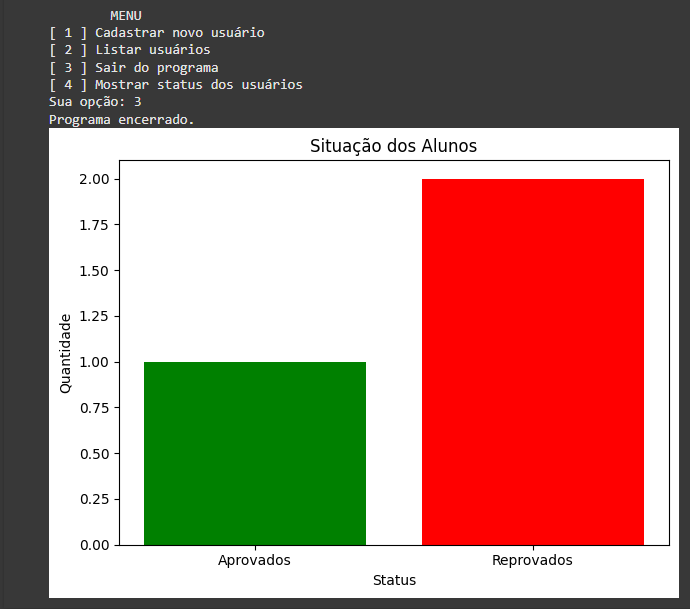 MENU
[ 1 ] Cadastrar novo usuário
[ 2 ] Listar usuários
[ 3 ] Sair do programa
[ 4 ] Mostrar status dos usuários
Sua opção: 3
Programa encerrado.
Situação dos Alunos
2.00
1.75
1.50
1.25
1.00
0.75
0.50
0.25
0.00
Quantidade
Aprovados Reprovados
Status